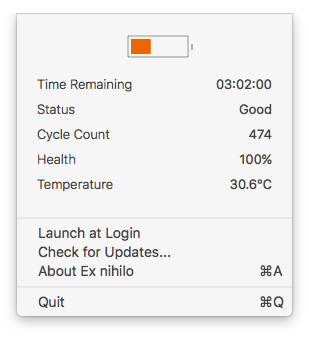 Time Remaining 03:02:00
Status Good
Cycle Count 474
Health 100%
Temperature 30.6°C
Launch at Login
Check for Updates...
About Ex nihilo ⌘A
Quit ⌘Q